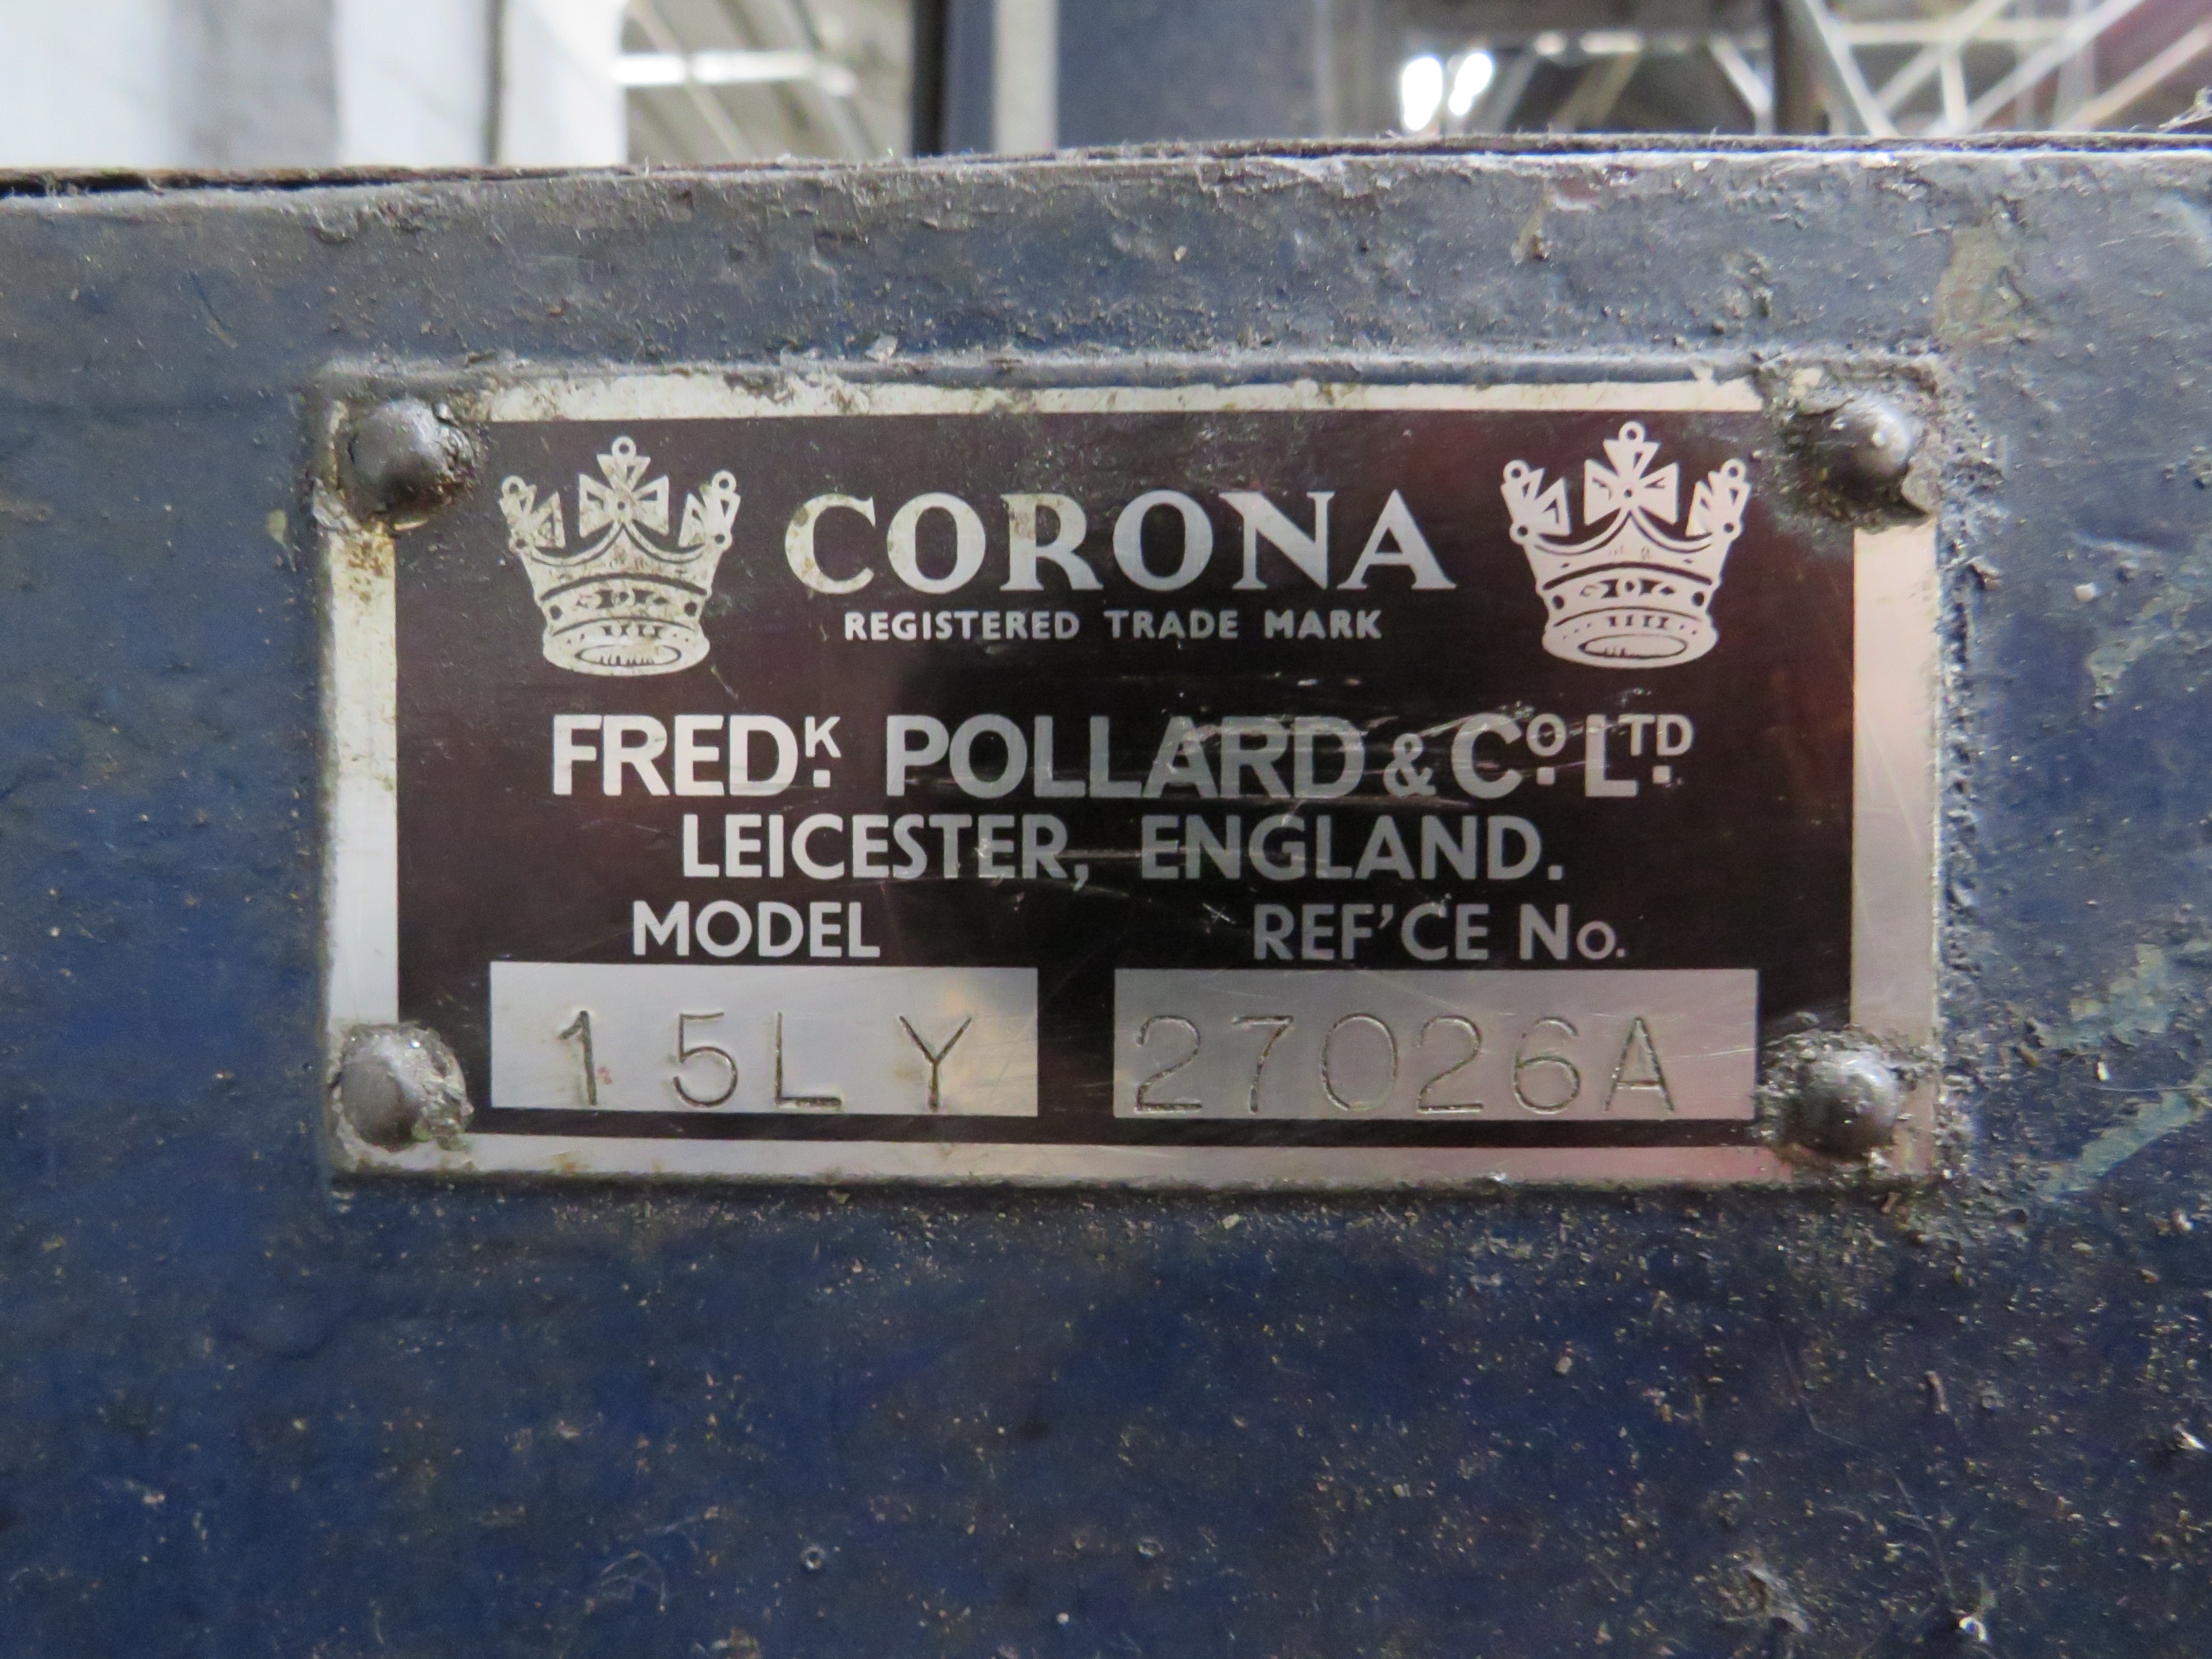 CORONA
REGISTERED TRADE MARK
FREDK. POLLARD & CO. LTD.
LEICESTER, ENGLAND.
MODEL REF'CE No.
15LY 27026A